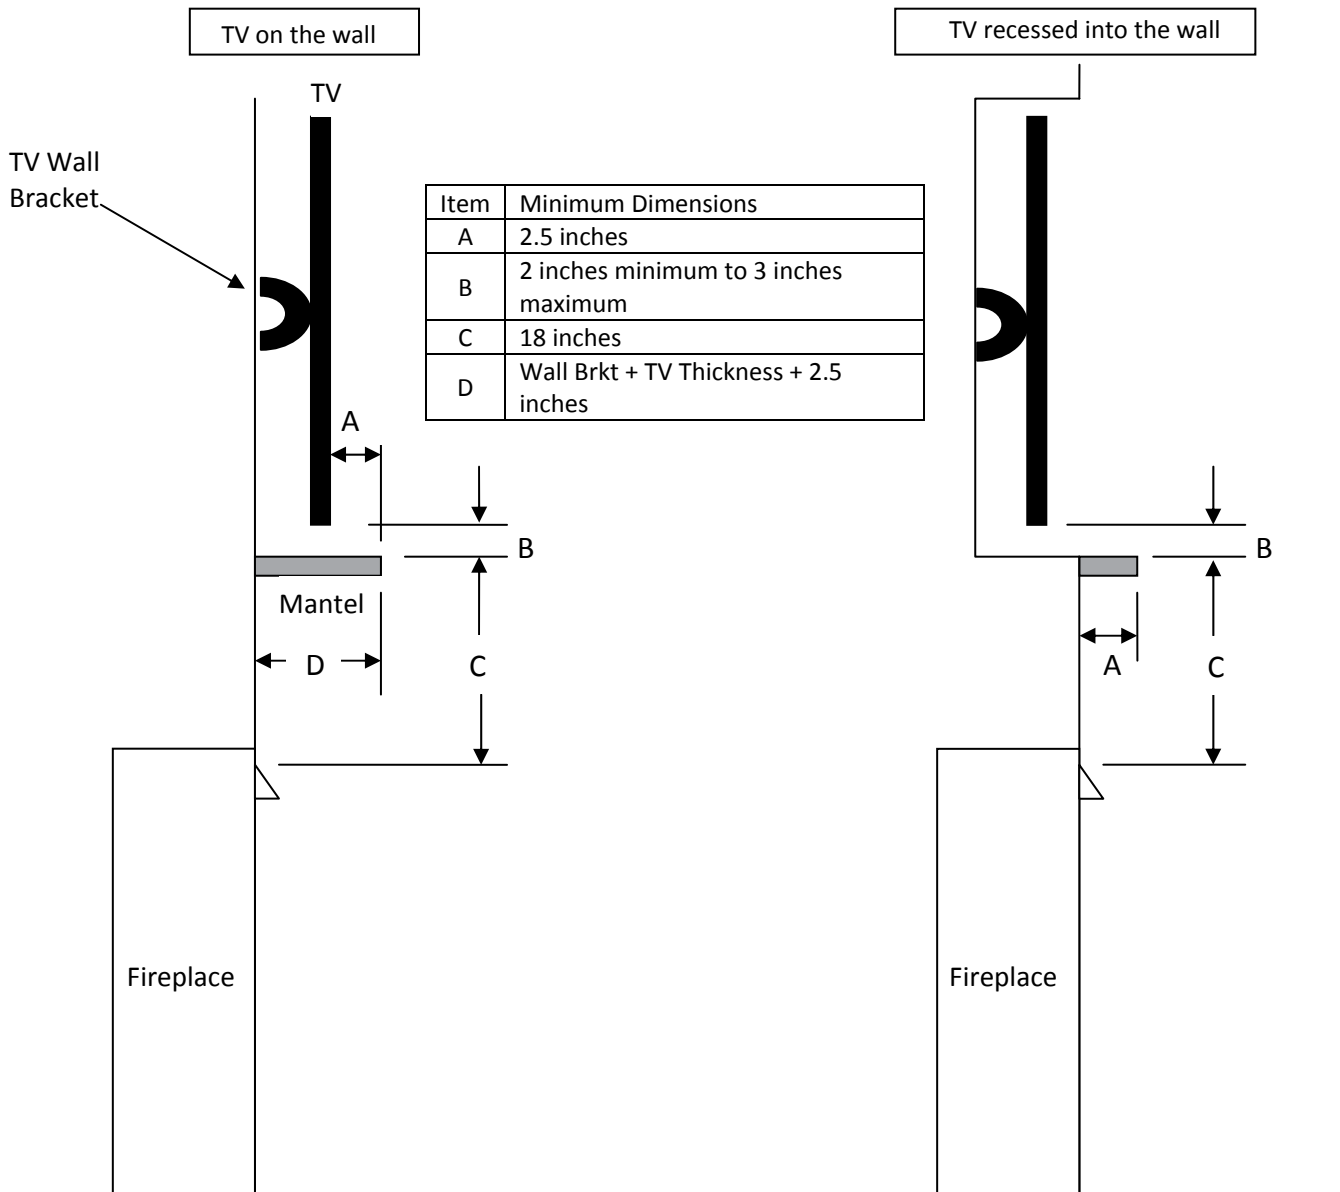 TV on the wall
TV recessed into the wall
TV
TV Wall
Bracket
Item Minimum Dimensions
A 2.5 inches
B 2 inches minimum to 3 inches
maximum
C 18 inches
D Wall Brkt + TV Thickness + 2.5
inches
A
B
Mantel
D
C
Fireplace
B
A
C
Fireplace